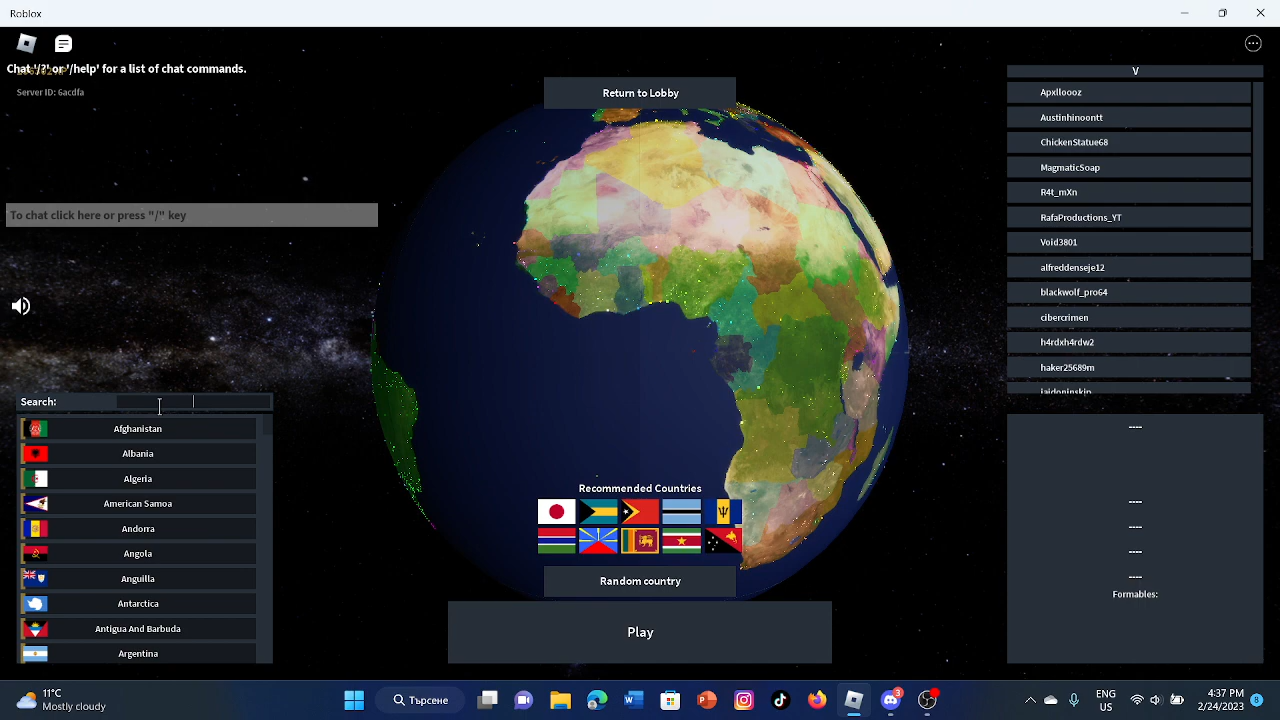 Roblox
Chat '/?' or '/help' for a list of chat commands.
Server ID: 6acdfa
To chat click here or press "/" key
Return to Lobby
V
Apxlloooz
Austinhinoontt
ChickenStatue68
MagmaticSoap
R4t_mXn
RafaProductions_YT
Void3801
alfreddenseje12
blackwolf_pro64
cibercrimen
h4rdxh4rdw2
haker25689m
Search:
Afghanistan
Albania
Algeria
American Samoa
Andorra
Angola
Anguilla
Antarctica
Antigua And Barbuda
Argentina
Recommended Countries
Random country
Play
----
----
----
----
----
Formables:
11°C
Mostly cloudy
Търсене
3
ENG
US
4:37 PM
2/24/2023
8